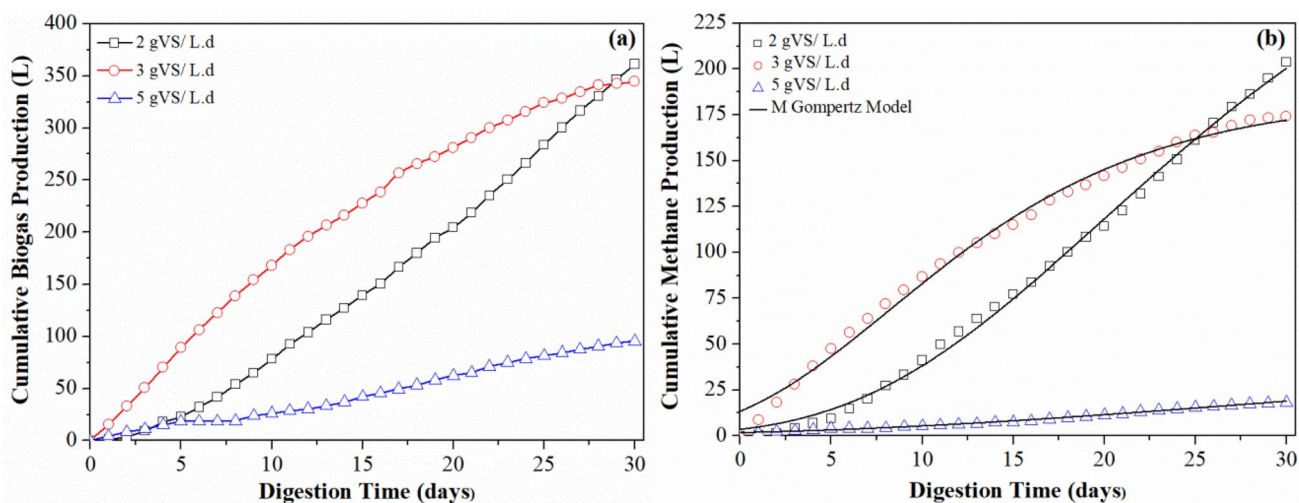 (a)
2 gVS/ L.d
3 gVS/ L.d
5 gVS/ L.d
Cumulative Biogas Production (L)
400
350
300
250
200
150
100
50
0
0 5 10 15 20 25 30
Digestion Time (days)
(b)
2 gVS/ L.d
3 gVS/ L.d
5 gVS/ L.d
M Gompertz Model
Cumulative Methane Production (L)
225
200
175
150
125
100
75
50
25
0
0 5 10 15 20 25 30
Digestion Time (days)